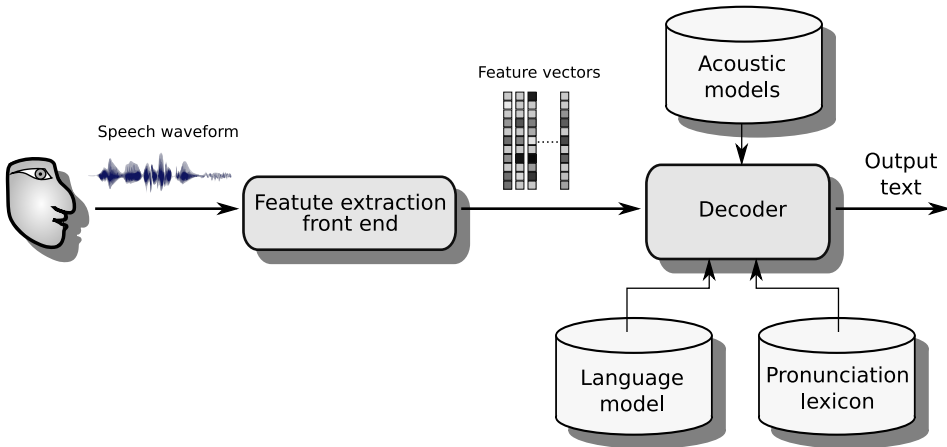 Speech waveform
Featute extraction
front end
Feature vectors
Acoustic
models
Decoder
Output
text
Language
model
Pronunciation
lexicon